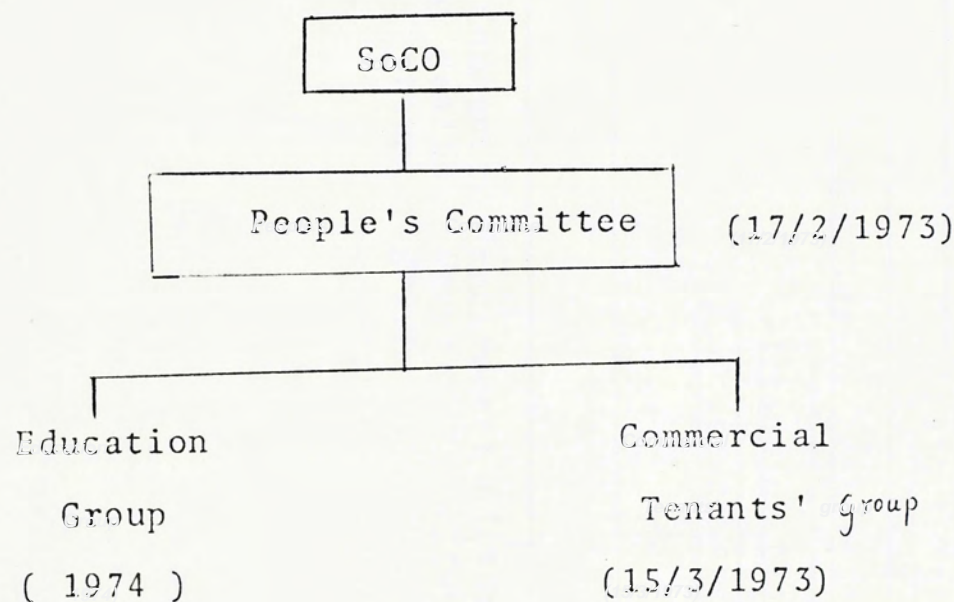 SoCO
People's Committee (17/2/1973)
Education
Group
( 1974 )
Commercial
Tenants' group
(15/3/1973)